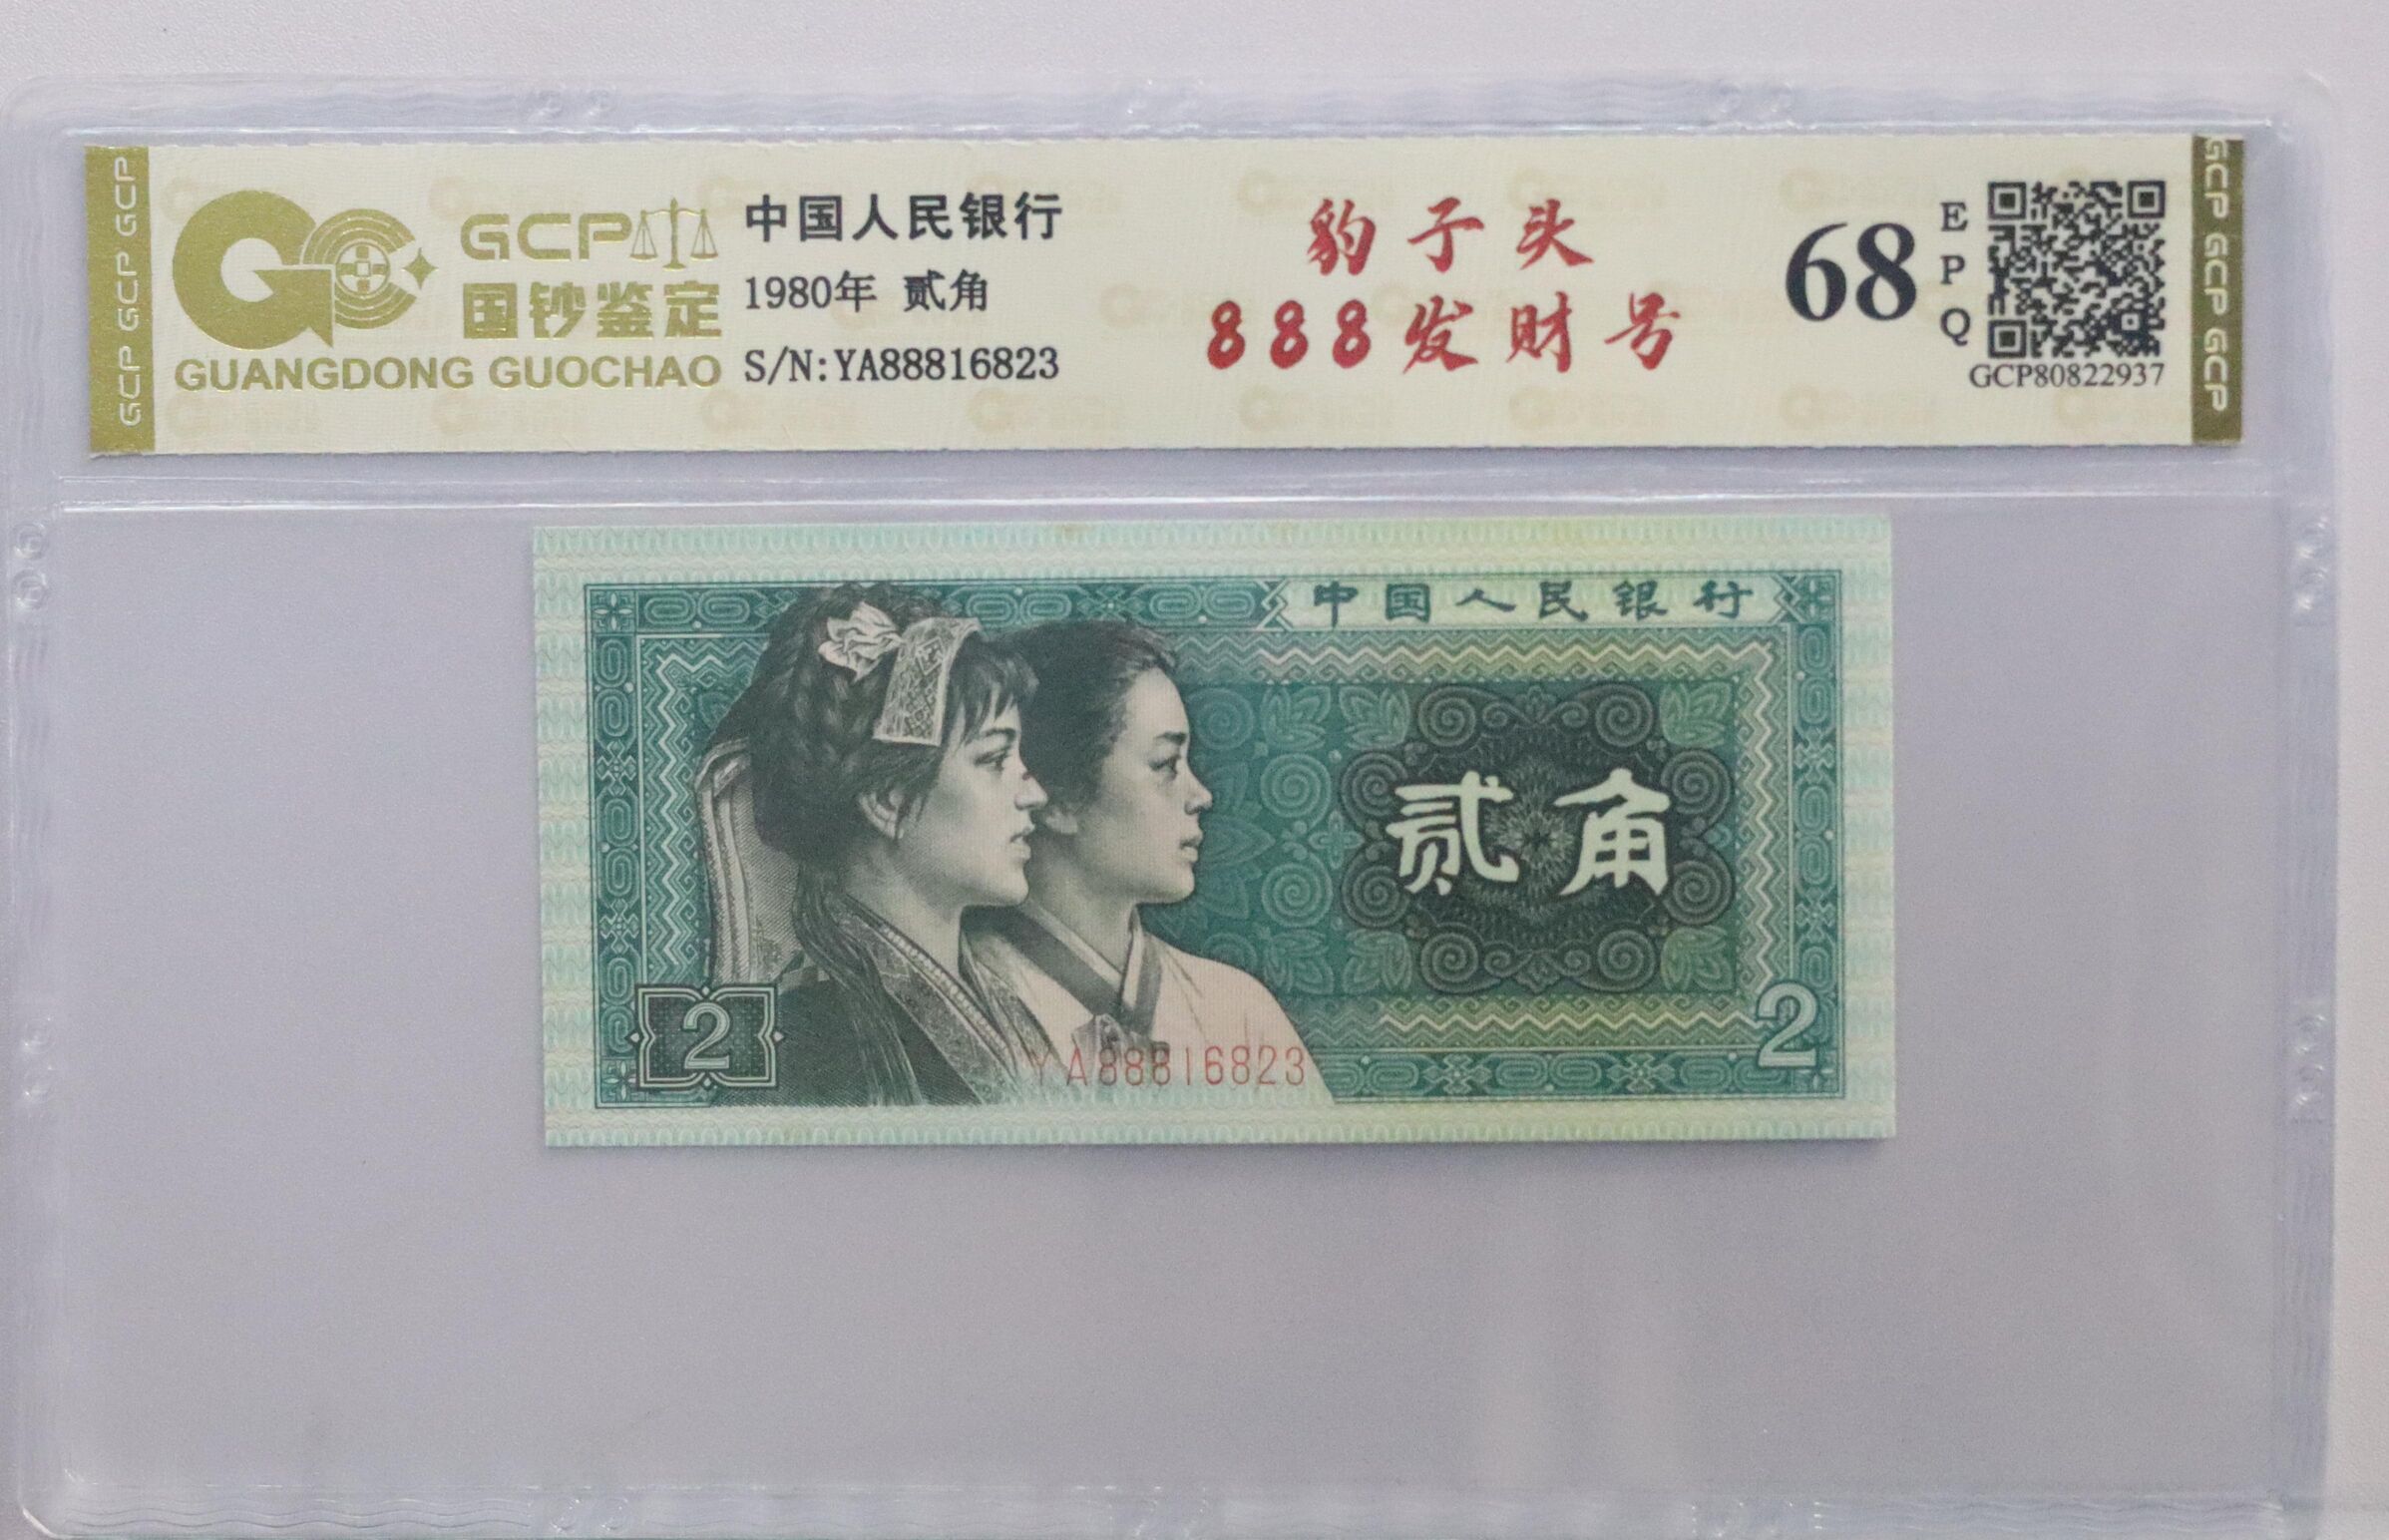 GCP GCP GCP
GCP
国钞鉴定
GUANGDONG GUOCHAO
中国人民银行
1980年 贰角
S/N:YA88816823
豹子头
888发财号
68
EPQ
GCP80822937
GCP GCP GCP
中国人民银行
贰角
2
2
YA88816823